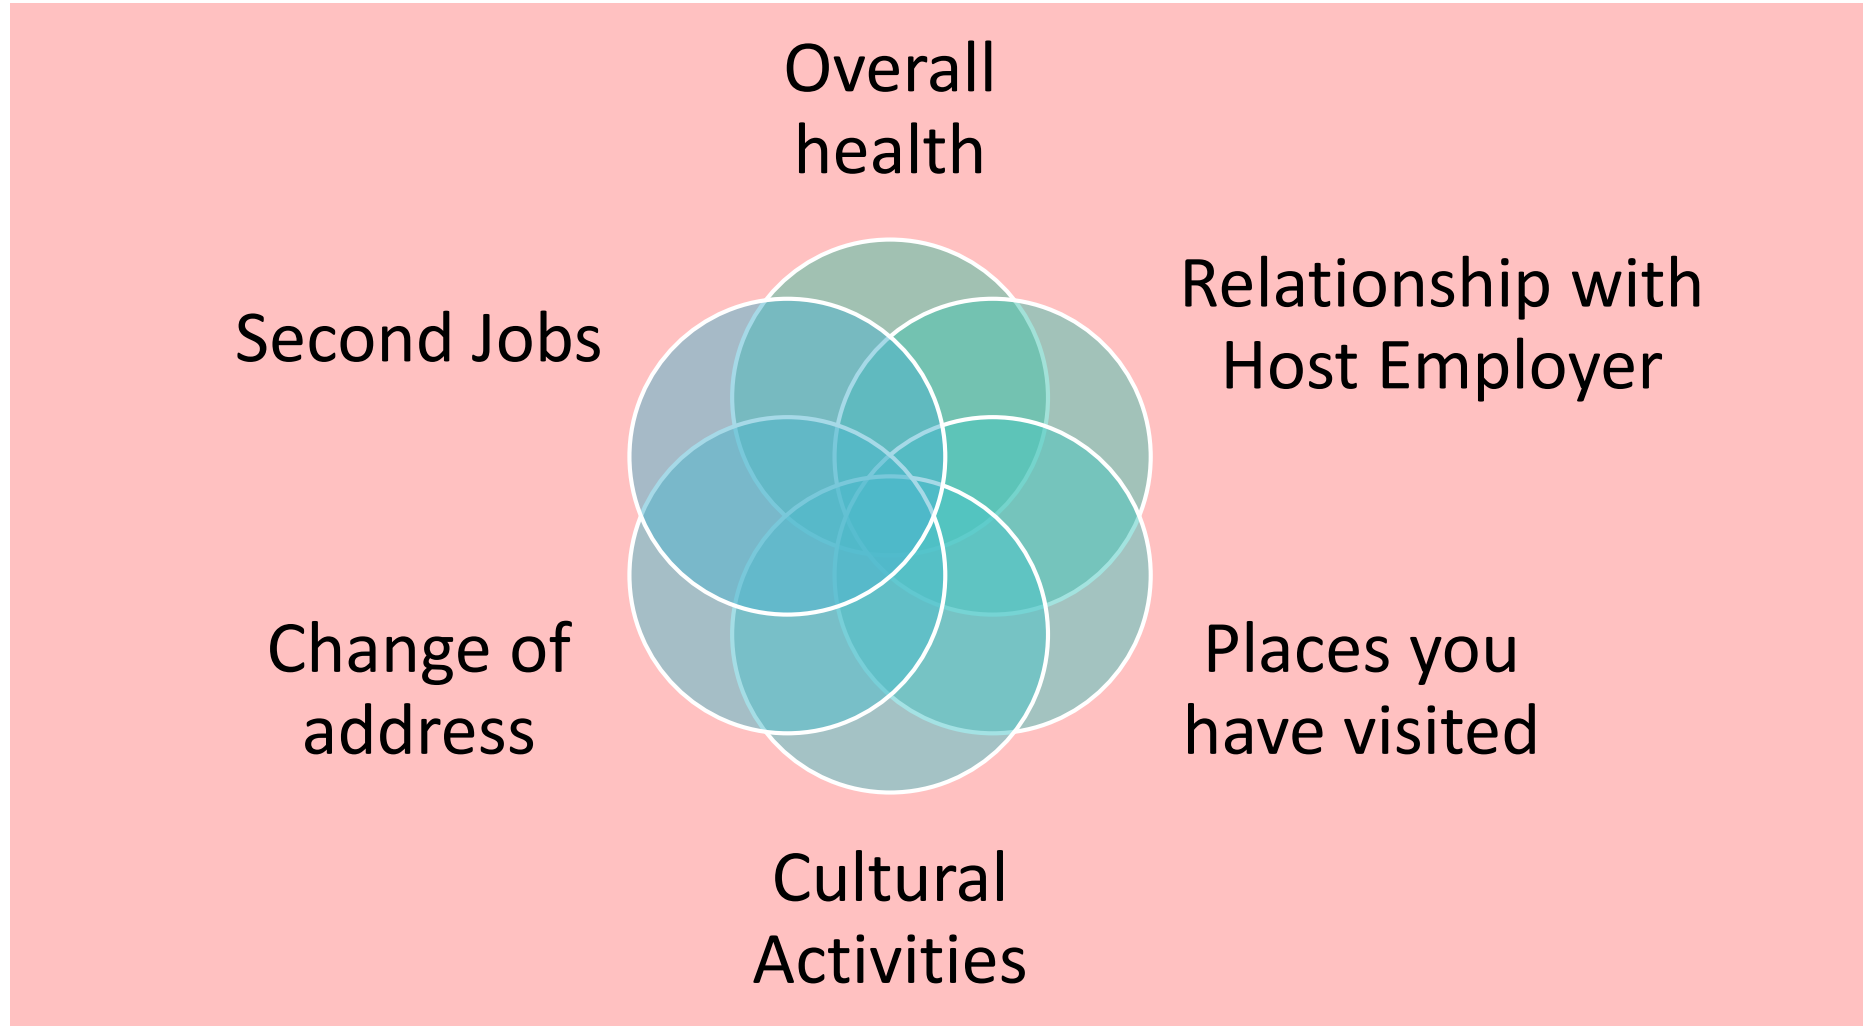 Overall
health
Relationship with
Host Employer
Places you
have visited
Cultural
Activities
Change of
address
Second Jobs